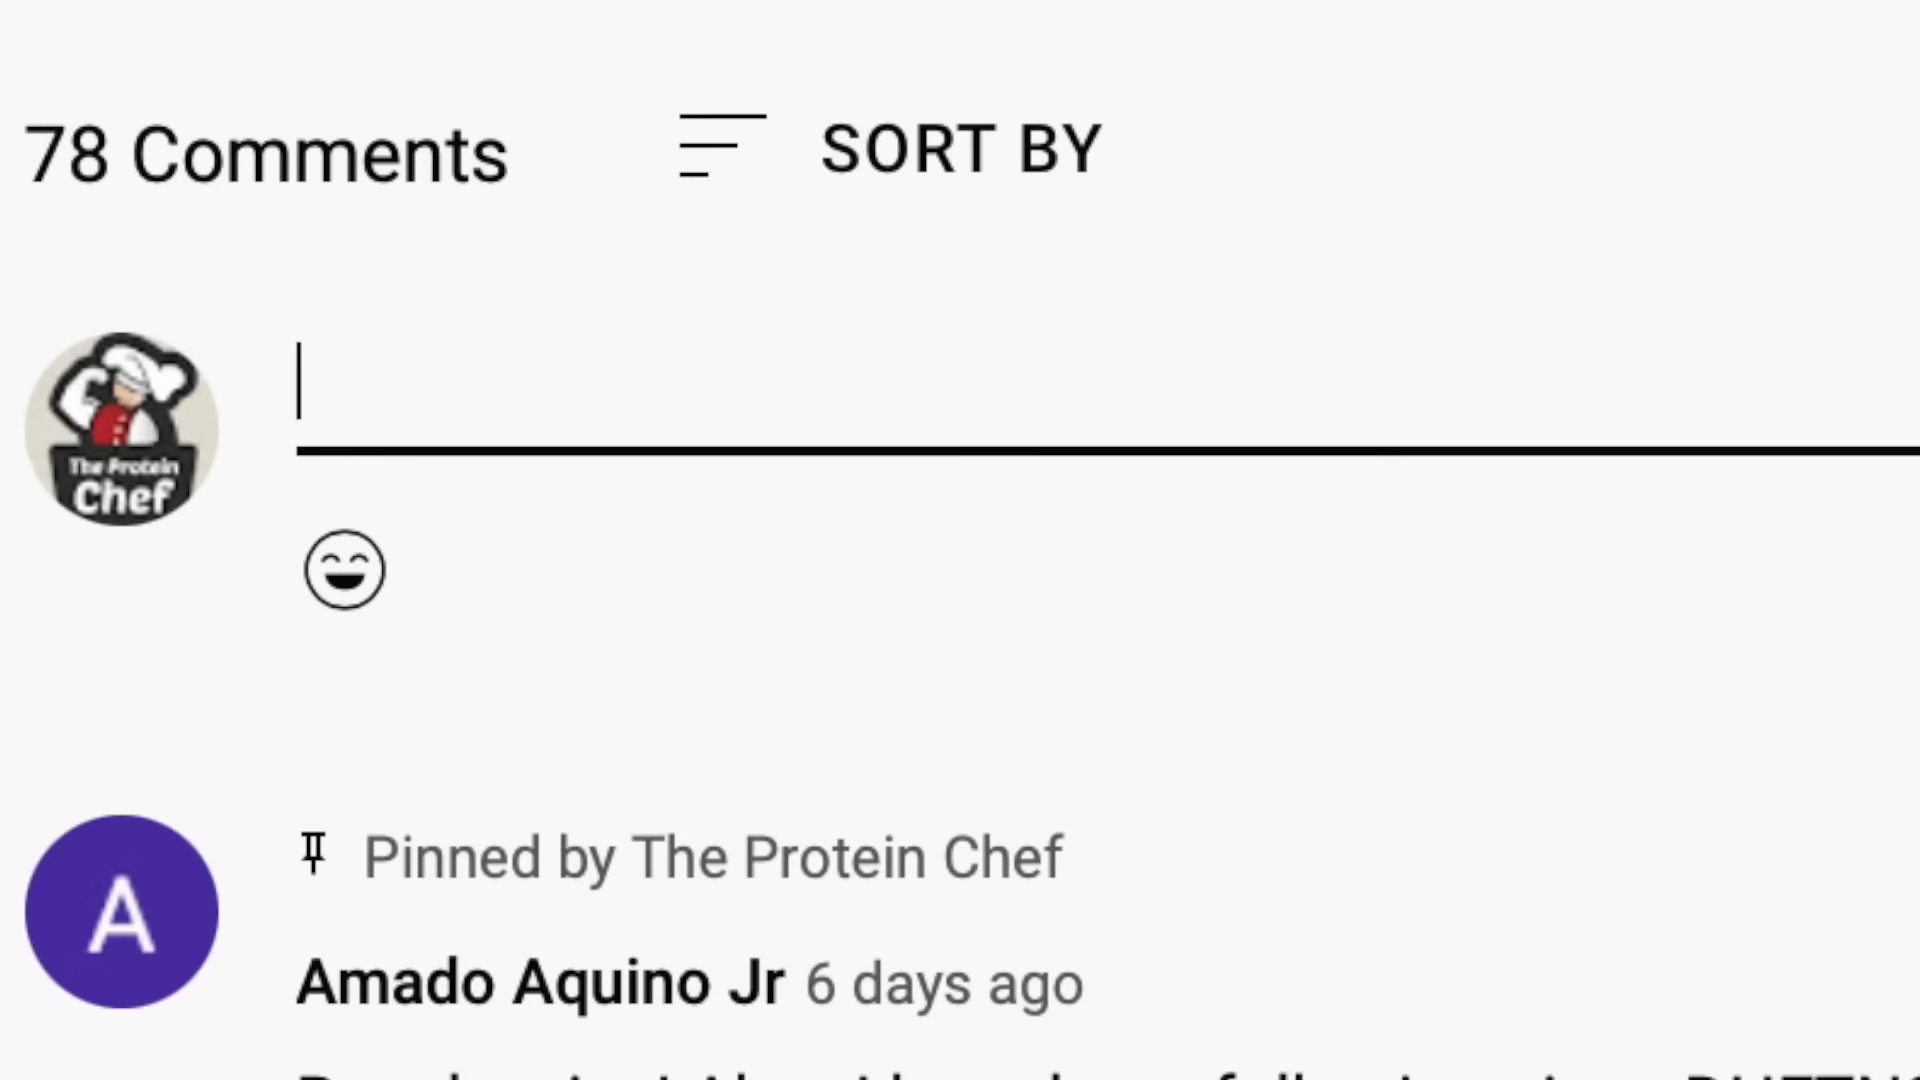 78 Comments
SORT BY
The Protein
Chef
A
Pinned by The Protein Chef
Amado Aquino Jr 6 days ago